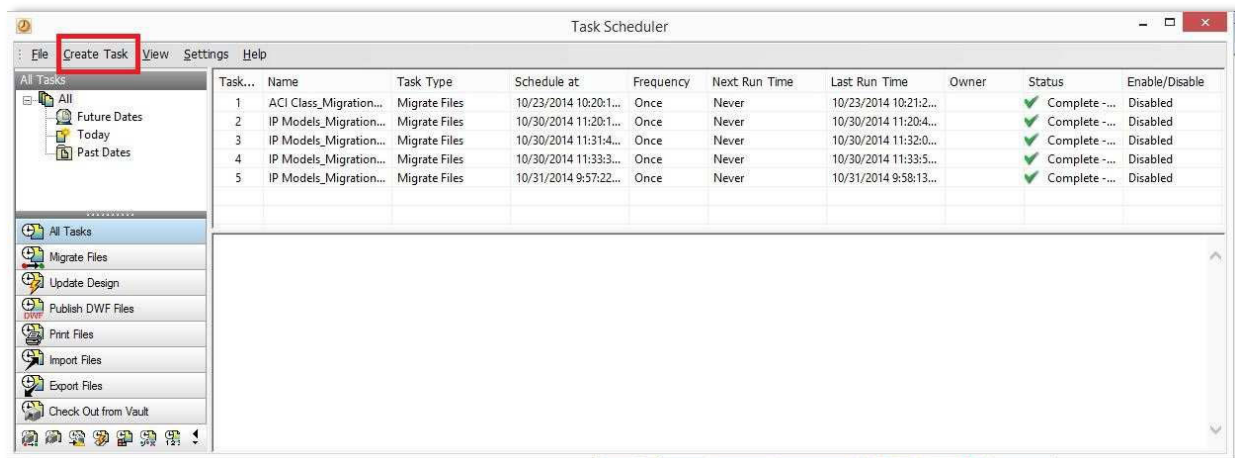 Task Scheduler
File Create Task View Settings Help
All Tasks
All
Future Dates
Today
Past Dates
Task... Name Task Type Schedule at Frequency Next Run Time Last Run Time Owner Status Enable/Disable
1 ACI Class_Migration... Migrate Files 10/23/2014 10:20:1... Once Never 10/23/2014 10:21:2... Complete -... Disabled
2 IP Models_Migration... Migrate Files 10/30/2014 11:20:1... Once Never 10/30/2014 11:20:4... Complete -... Disabled
3 IP Models_Migration... Migrate Files 10/30/2014 11:31:4... Once Never 10/30/2014 11:32:0... Complete -... Disabled
4 IP Models_Migration... Migrate Files 10/30/2014 11:33:3... Once Never 10/30/2014 11:33:5... Complete -... Disabled
5 IP Models_Migration... Migrate Files 10/31/2014 9:57:22... Once Never 10/31/2014 9:58:13... Complete -... Disabled
All Tasks
Migrate Files
Update Design
Publish DWF Files
Print Files
Import Files
Export Files
Check Out from Vault